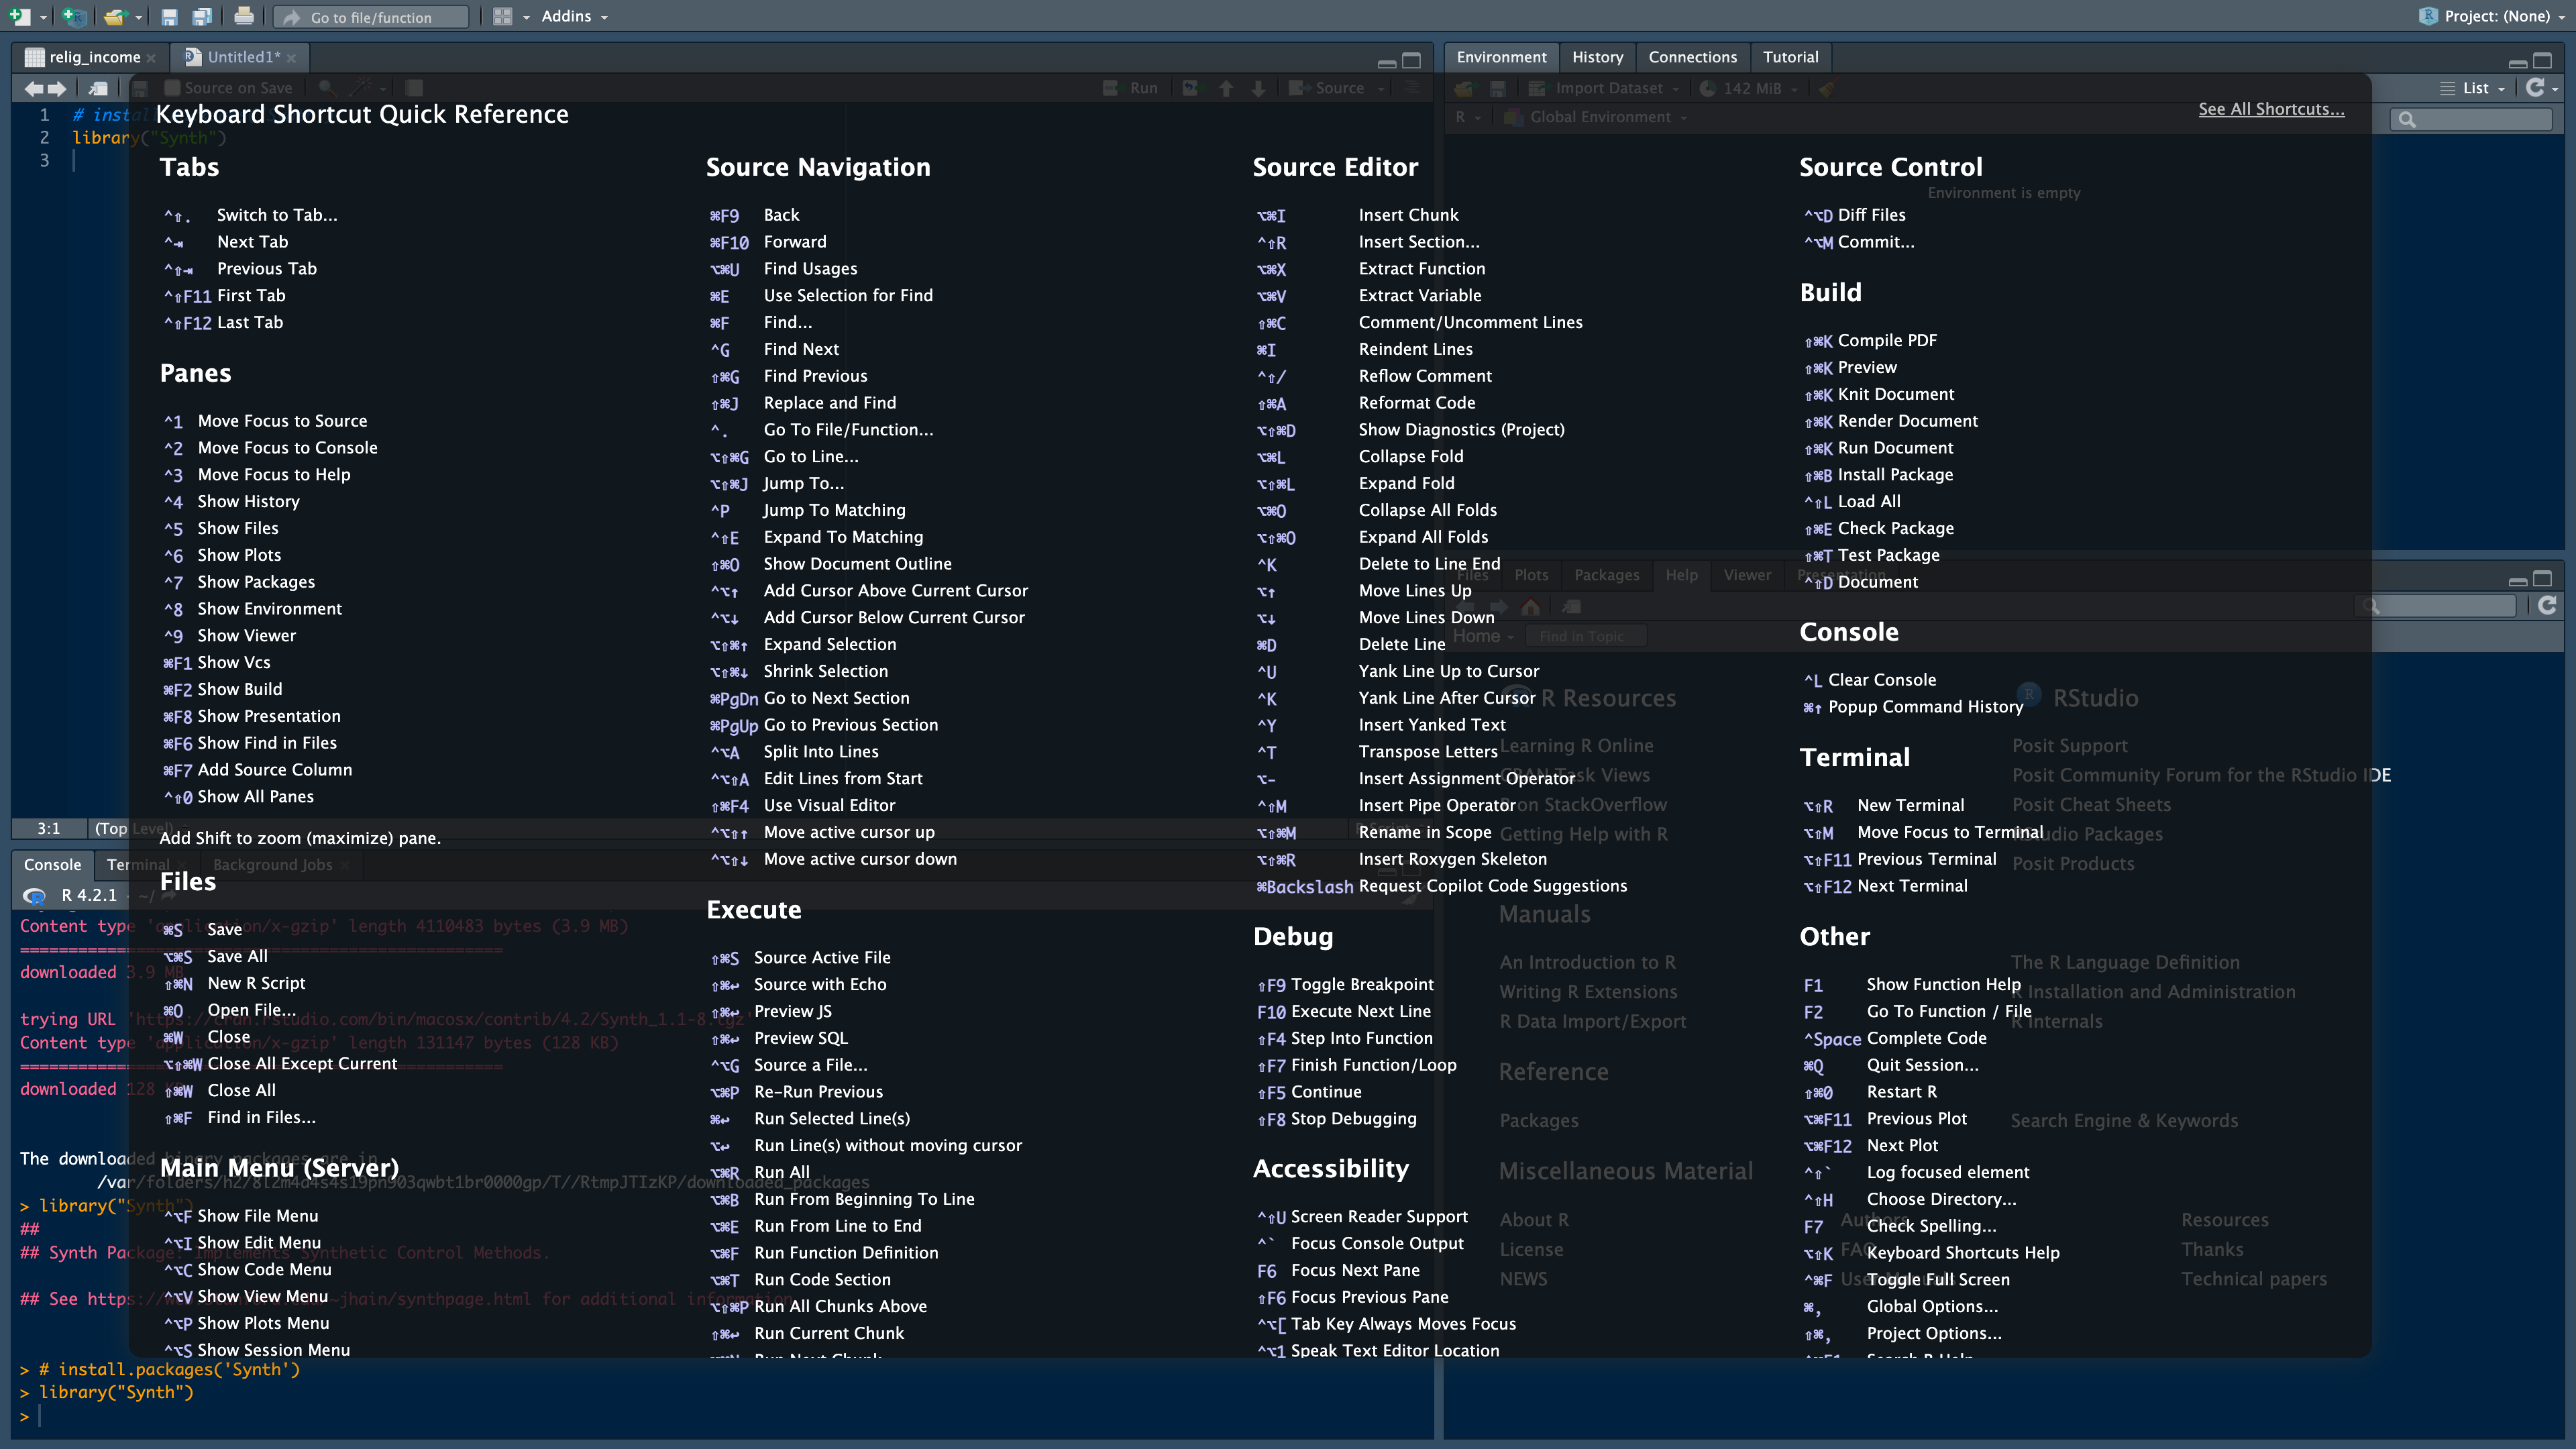 Go to file/function
Addins
Project: (None)
relig_income
Untitled1*
Environment
History
Connections
Tutorial
Source on Save
Run
Source
Import Dataset
142 MiB
List
R
Global Environment
1 # insta
2 library("Synth")
3
Keyboard Shortcut Quick Reference
See All Shortcuts...
Environment is empty
Tabs
^⇧. Switch to Tab...
^⇥ Next Tab
^⇧⇥ Previous Tab
^⇧F11 First Tab
^⇧F12 Last Tab
Panes
^1 Move Focus to Source
^2 Move Focus to Console
^3 Move Focus to Help
^4 Show History
^5 Show Files
^6 Show Plots
^7 Show Packages
^8 Show Environment
^9 Show Viewer
⌘F1 Show Vcs
⌘F2 Show Build
⌘F8 Show Presentation
⌘F6 Show Find in Files
⌘F7 Add Source Column
^⇧0 Show All Panes
Add Shift to zoom (maximize) pane.
Files
⌘S Save
⌥⌘S Save All
⇧⌘N New R Script
⌘O Open File...
⌘W Close
⌥⇧⌘W Close All Except Current
⇧⌘W Close All
⇧⌘F Find in Files...
Main Menu (Server)
^⌥F Show File Menu
^⌥I Show Edit Menu
^⌥C Show Code Menu
^⌥V Show View Menu
^⌥P Show Plots Menu
^⌥S Show Session Menu
Source Navigation
⌘F9 Back
⌘F10 Forward
⌥⌘U Find Usages
⌘E Use Selection for Find
⌘F Find...
^G Find Next
⇧⌘G Find Previous
⇧⌘J Replace and Find
^. Go To File/Function...
⌥⇧⌘G Go to Line...
⌥⇧⌘J Jump To...
^P Jump To Matching
^⇧E Expand To Matching
⇧⌘O Show Document Outline
^⌥↑ Add Cursor Above Current Cursor
^⌥↓ Add Cursor Below Current Cursor
⌥⇧⌘↑ Expand Selection
⌥⇧⌘↓ Shrink Selection
⌘PgDn Go to Next Section
⌘PgUp Go to Previous Section
^⌥A Split Into Lines
^⌥⇧A Edit Lines from Start
⇧⌘F4 Use Visual Editor
^⌥⇧↑ Move active cursor up
^⌥⇧↓ Move active cursor down
Execute
⇧⌘S Source Active File
⇧⌘↩ Source with Echo
⇧⌘↩ Preview JS
⇧⌘↩ Preview SQL
^⌥G Source a File...
⌥⌘P Re-Run Previous
⌘↩ Run Selected Line(s)
⌥↩ Run Line(s) without moving cursor
⌥⌘R Run All
⌥⌘B Run From Beginning To Line
⌥⌘E Run From Line to End
⌥⌘F Run Function Definition
⌥⌘T Run Code Section
⌥⇧⌘P Run All Chunks Above
⇧⌘↩ Run Current Chunk
Source Editor
⌥⌘I Insert Chunk
^⇧R Insert Section...
⌥⌘X Extract Function
⌥⌘V Extract Variable
⇧⌘C Comment/Uncomment Lines
⌘I Reindent Lines
^⇧/ Reflow Comment
⇧⌘A Reformat Code
⌥⇧⌘D Show Diagnostics (Project)
⌥⌘L Collapse Fold
⌥⇧⌘L Expand Fold
⌥⌘O Collapse All Folds
⌥⇧⌘O Expand All Folds
^K Delete to Line End
⌥↑ Move Lines Up
⌥↓ Move Lines Down
⌘D Delete Line
^U Yank Line Up to Cursor
^K Yank Line After Cursor
^Y Insert Yanked Text
^T Transpose Letters
⌥- Insert Assignment Operator
^⇧M Insert Pipe Operator
⌥⇧⌘M Rename in Scope
⌥⇧⌘R Insert Roxygen Skeleton
⌘Backslash Request Copilot Code Suggestions
Debug
⇧F9 Toggle Breakpoint
F10 Execute Next Line
⇧F4 Step Into Function
⇧F7 Finish Function/Loop
⇧F5 Continue
⇧F8 Stop Debugging
Accessibility
^⇧U Screen Reader Support
^` Focus Console Output
F6 Focus Next Pane
⇧F6 Focus Previous Pane
^⌥[ Tab Key Always Moves Focus
^⌥1 Speak Text Editor Location
Source Control
^⌥D Diff Files
^⌥M Commit...
Build
⇧⌘K Compile PDF
⇧⌘K Preview
⇧⌘K Knit Document
⇧⌘K Render Document
⇧⌘K Run Document
⇧⌘B Install Package
^⇧L Load All
⇧⌘E Check Package
⇧⌘T Test Package
^⇧D Document
Console
^L Clear Console
⌘↑ Popup Command History
Terminal
⌥⇧R New Terminal
⌥⇧M Move Focus to Terminal
⌥⇧F11 Previous Terminal
⌥⇧F12 Next Terminal
Other
F1 Show Function Help
F2 Go To Function / File
^Space Complete Code
⌘Q Quit Session...
⇧⌘0 Restart R
⌥⌘F11 Previous Plot
⌥⌘F12 Next Plot
^⇧` Log focused element
^⇧H Choose Directory...
F7 Check Spelling...
⌥⇧K Keyboard Shortcuts Help
^⌘F Toggle Full Screen
⌘, Global Options...
⇧⌘, Project Options...
Files
Plots
Packages
Help
Viewer
Presentation
Home
Find in Topic
R Resources
RStudio
Learning R Online
CRAN Task Views
R on StackOverflow
Getting Help with R
Posit Support
Posit Community Forum for the RStudio IDE
Posit Cheat Sheets
RStudio Packages
Posit Products
Manuals
An Introduction to R
Writing R Extensions
R Data Import/Export
The R Language Definition
R Installation and Administration
R Internals
Reference
Packages
Search Engine & Keywords
Miscellaneous Material
About R
License
NEWS
Authors
FAQ
Resources
Thanks
Technical papers
3:1
(Top Level)
Console
Terminal
Background Jobs
R 4.2.1 · ~/
Content type 'application/x-gzip' length 4110483 bytes (3.9 MB)
==================================================
downloaded 3.9 MB
trying URL 'https://cran.rstudio.com/bin/macosx/contrib/4.2/Synth_1.1-8.tgz'
Content type 'application/x-gzip' length 131147 bytes (128 KB)
==================================================
downloaded 128 KB
The downloaded binary packages are in
> library("Synth")
##
## Synth Package: Implements Synthetic Control Methods.
## See https:// for additional information
> # install.packages('Synth')
> library("Synth")
>